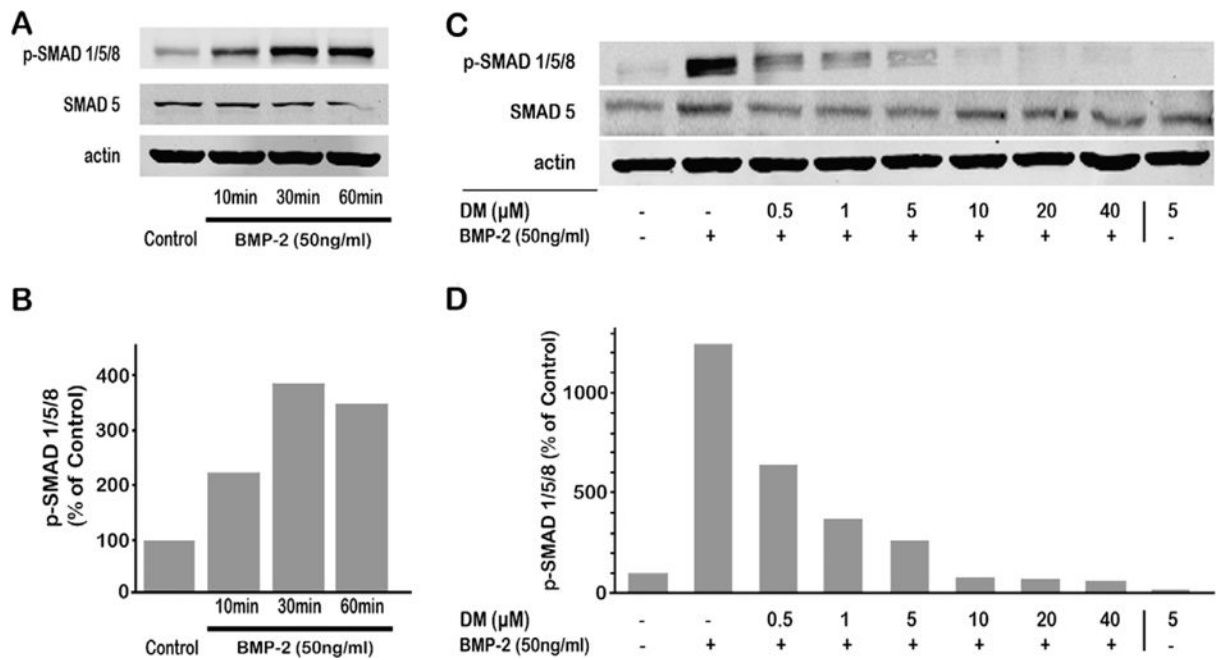 A
p-SMAD 1/5/8
SMAD 5
actin
10min 30min 60min
Control BMP-2 (50ng/ml)
B
p-SMAD 1/5/8
(% of Control)
400
300
200
100
0
10min 30min 60min
Control BMP-2 (50ng/ml)
C
p-SMAD 1/5/8
SMAD 5
actin
DM (µM) - - 0.5 1 5 10 20 40 5
BMP-2 (50ng/ml) - + + + + + + + -
D
p-SMAD 1/5/8 (% of Control)
1000
500
0
DM (µM) - - 0.5 1 5 10 20 40 5
BMP-2 (50ng/ml) - + + + + + + + -